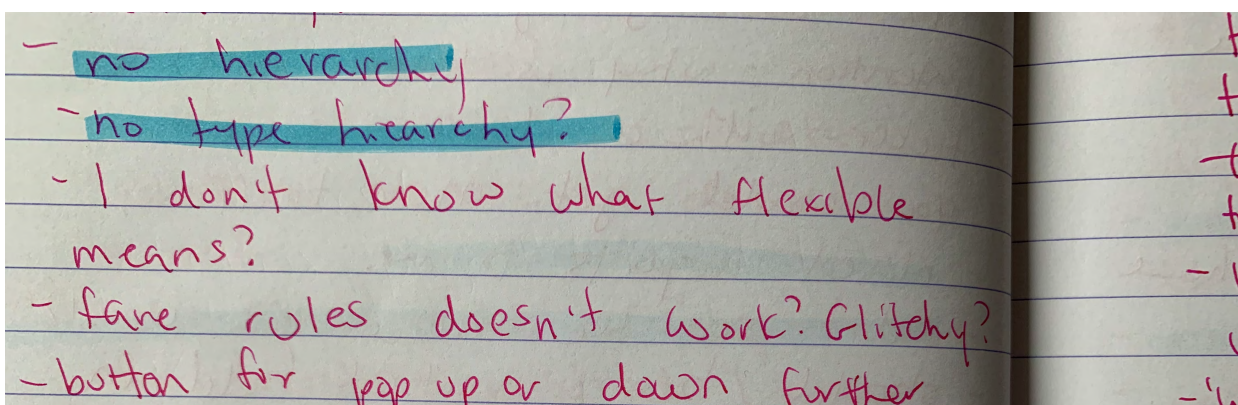 - no hierarchy
- no type hiearchy?
- I don't know what flexible
means?
- fare rules doesn't work? Glitchy?
- button for pop up or down further